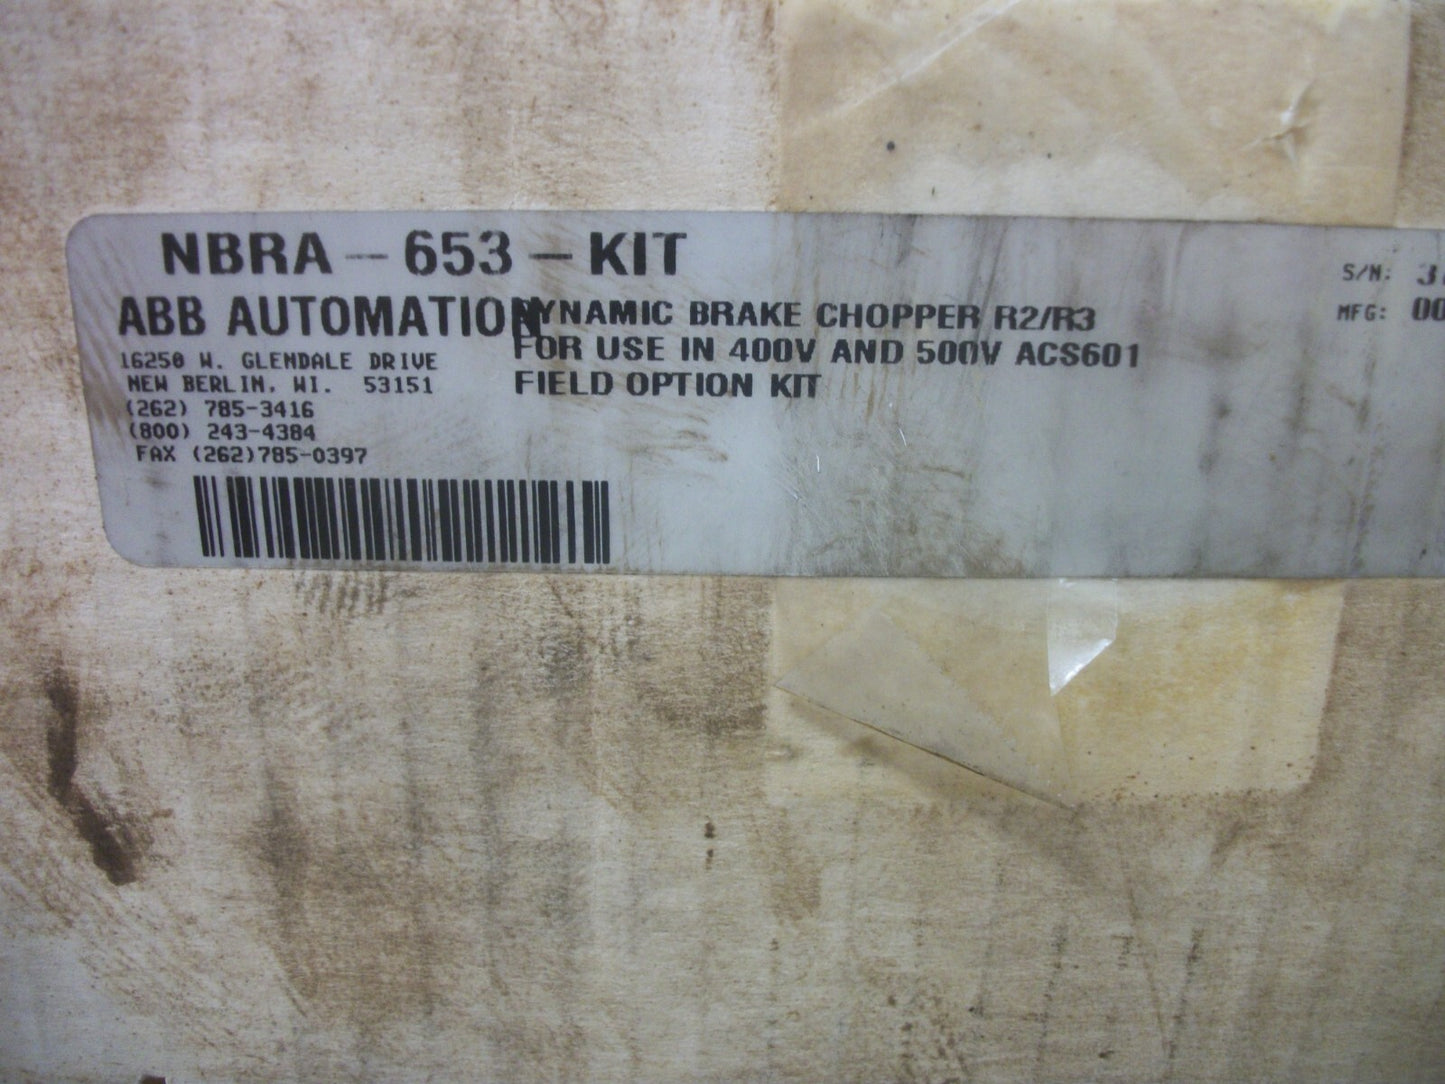 NBRA-653-KIT
ABB AUTOMATION
16250 W. GLENDALE DRIVE
NEW BERLIN, WI. 53151
(262) 785-3416
(800) 243-4384
FAX (262)785-0397
DYNAMIC BRAKE CHOPPER R2/R3
FOR USE IN 400V AND 500V ACS601
FIELD OPTION KIT
S/N:
MFG: